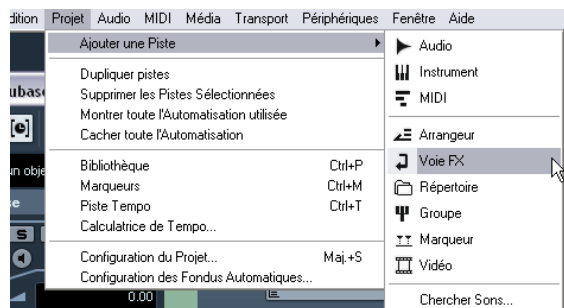 dition Projet Audio MIDI Média Transport Périphériques Fenêtre Aide
Ajouter une Piste
Dupliquer pistes
Supprimer les Pistes Sélectionnées
Montrer toute l'Automatisation utilisée
Cacher toute l'Automatisation
Bibliothèque Ctrl+P
Marqueurs Ctrl+M
Piste Tempo Ctrl+T
Calculatrice de Tempo...
Configuration du Projet... Maj.+S
Configuration des Fondus Automatiques...
Audio
Instrument
MIDI
Arrangeur
Voie FX
Répertoire
Groupe
Marqueur
Vidéo
Chercher Sons...
ubas
[e]
un obje
se
S
0.00